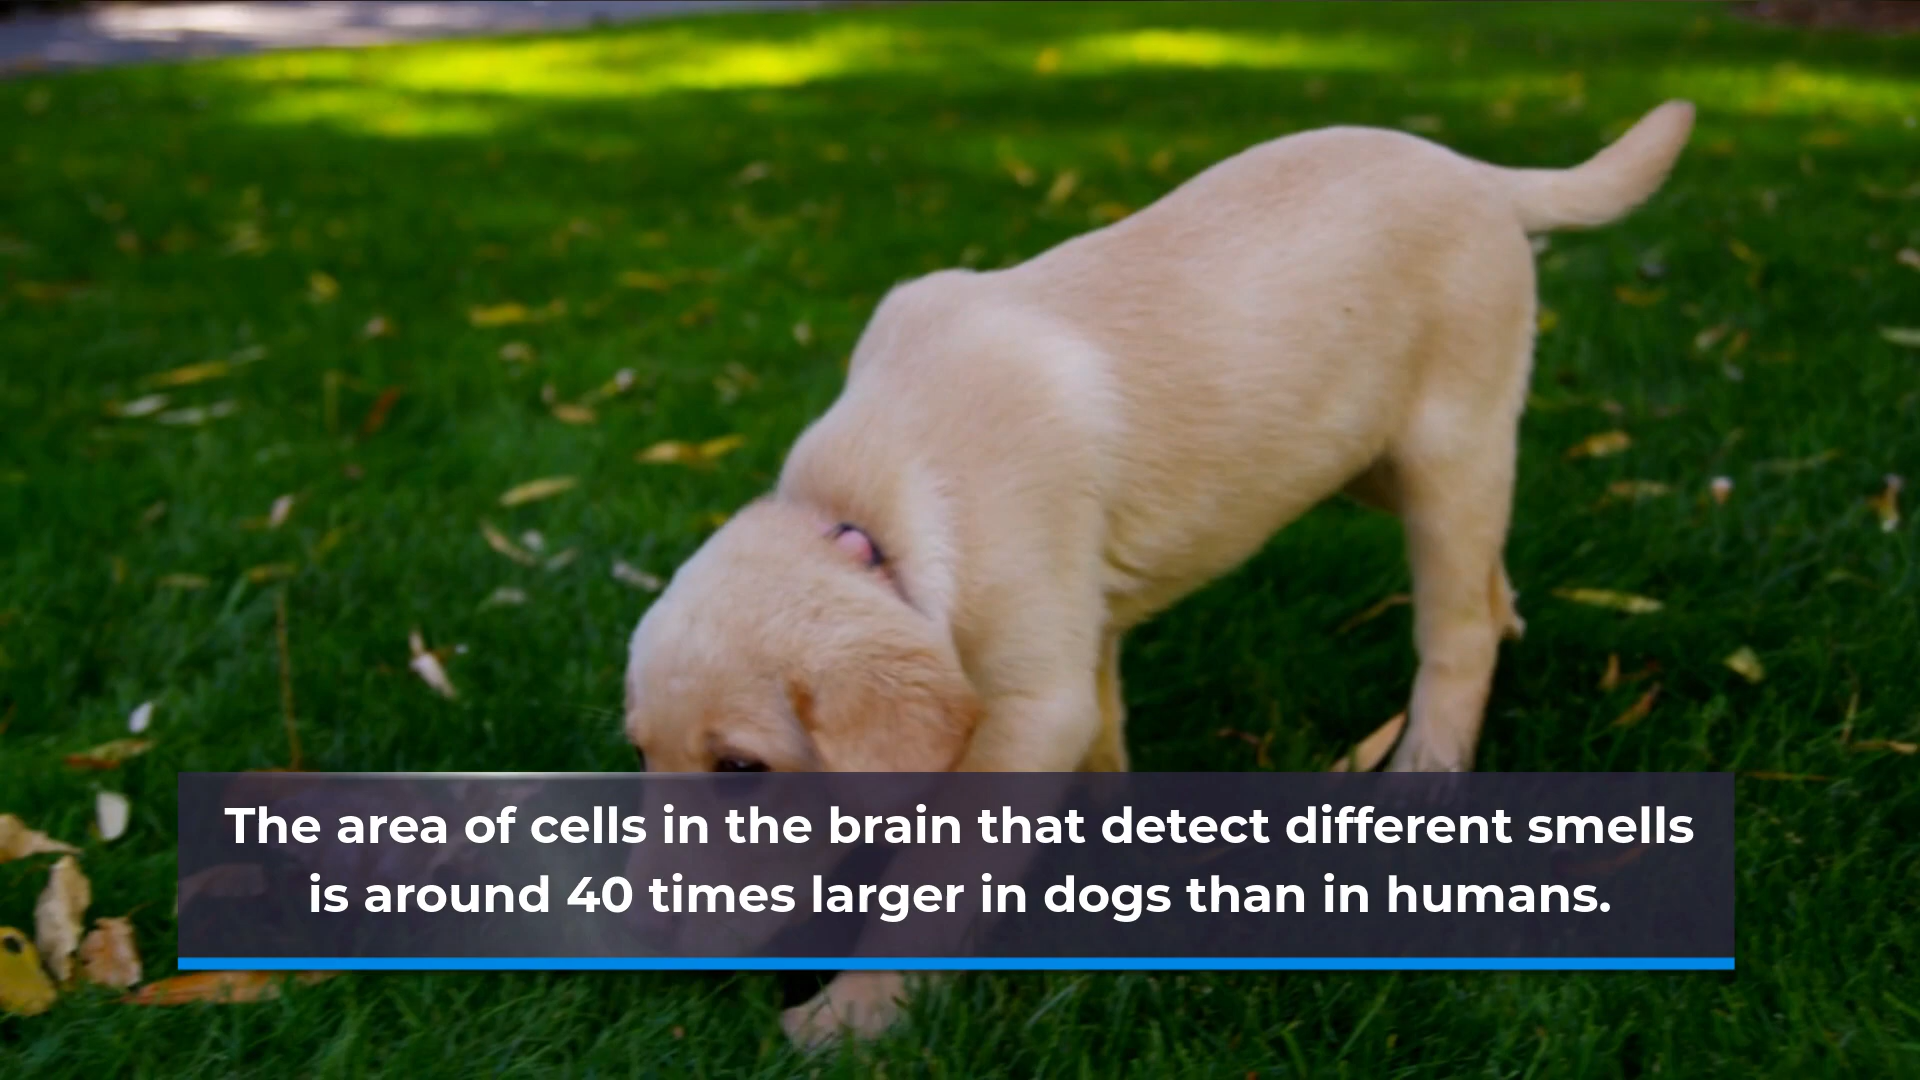 The area of cells in the brain that detect different smells
is around 40 times larger in dogs than in humans.